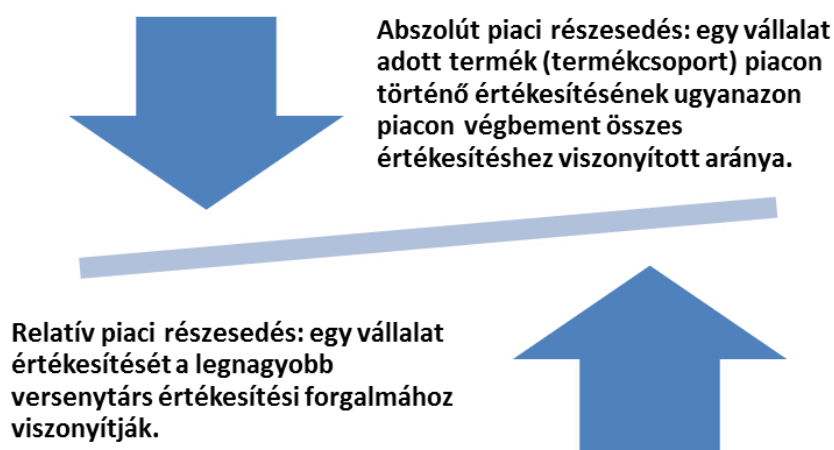 Abszolút piaci részesedés: egy vállalat
adott termék (termékcsoport) piacon
történő értékesítésének ugyanazon
piacon végbement összes
értékesítéshez viszonyított aránya.
Relatív piaci részesedés: egy vállalat
értékesítését a legnagyobb
versenytárs értékesítési forgalmához
viszonyítják.